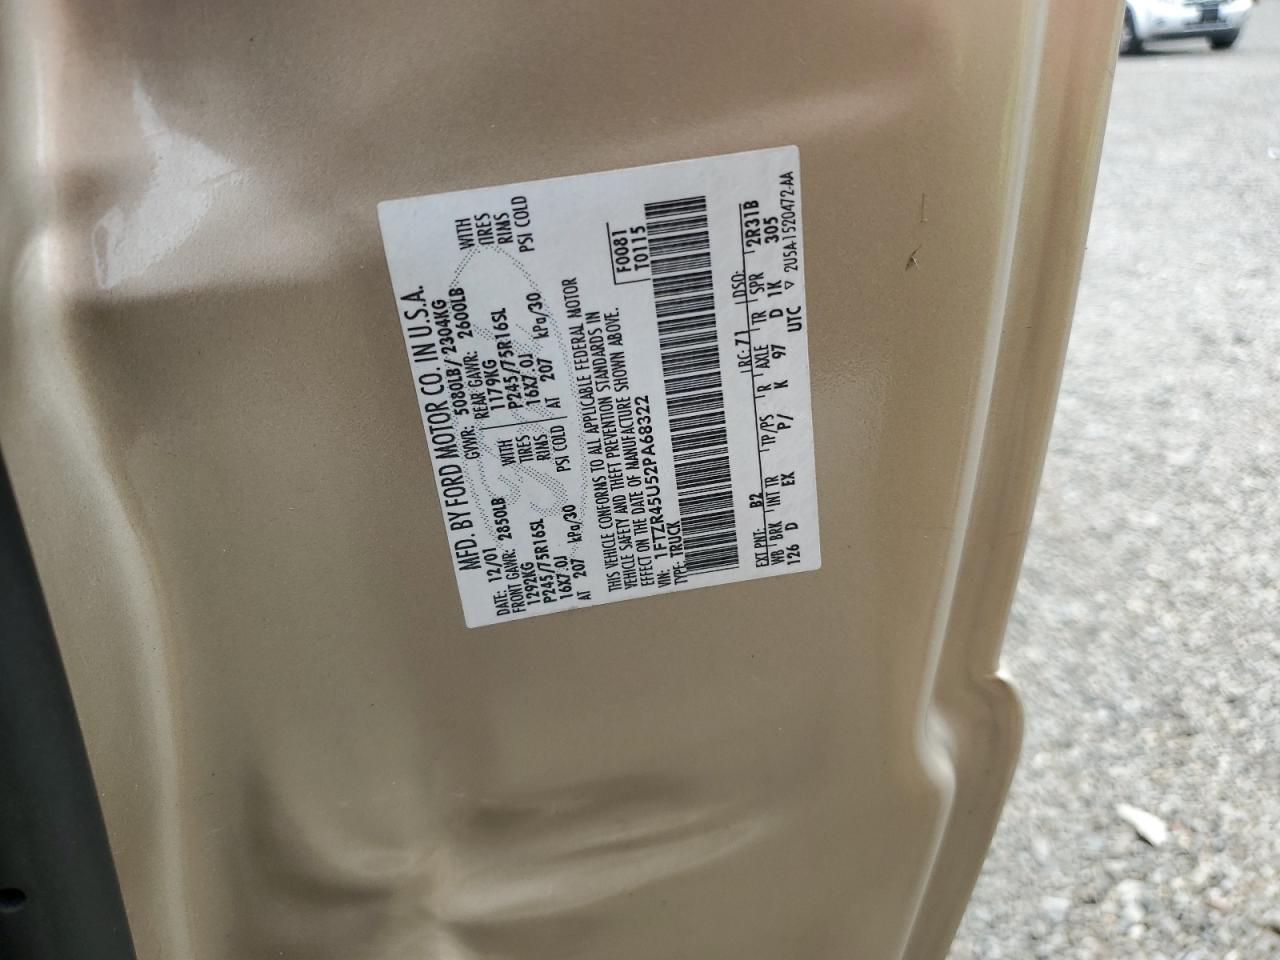 MFD. BY FORD MOTOR CO. IN U.S.A.
DATE: 12/01 GVWR: 5080LB/ 2304KG
FRONT GAWR: 2850LB REAR GAWR: 2600LB
1292KG WITH 1179KG WITH
P245/75R16SL TIRES P245/75R16SL TIRES
16X7.0J RIMS 16X7.0J RIMS
AT 207 kPa/30 PSI COLD AT 207 kPa/30 PSI COLD
THIS VEHICLE CONFORMS TO ALL APPLICABLE FEDERAL MOTOR
VEHICLE SAFETY AND THEFT PREVENTION STANDARDS IN
EFFECT ON THE DATE OF MANUFACTURE SHOWN ABOVE.
VIN: 1FTZR45U52PA68322
TYPE: TRUCK
F0081
T0115
EXT PNT: B2 RC: 71 DSO: 2R31B
WB BRK INT TR TP/PS R AXLE TR SPR 305
126 D EX P/ K 97 D 1K
UTC ▽ 2U5A-1520472-AA